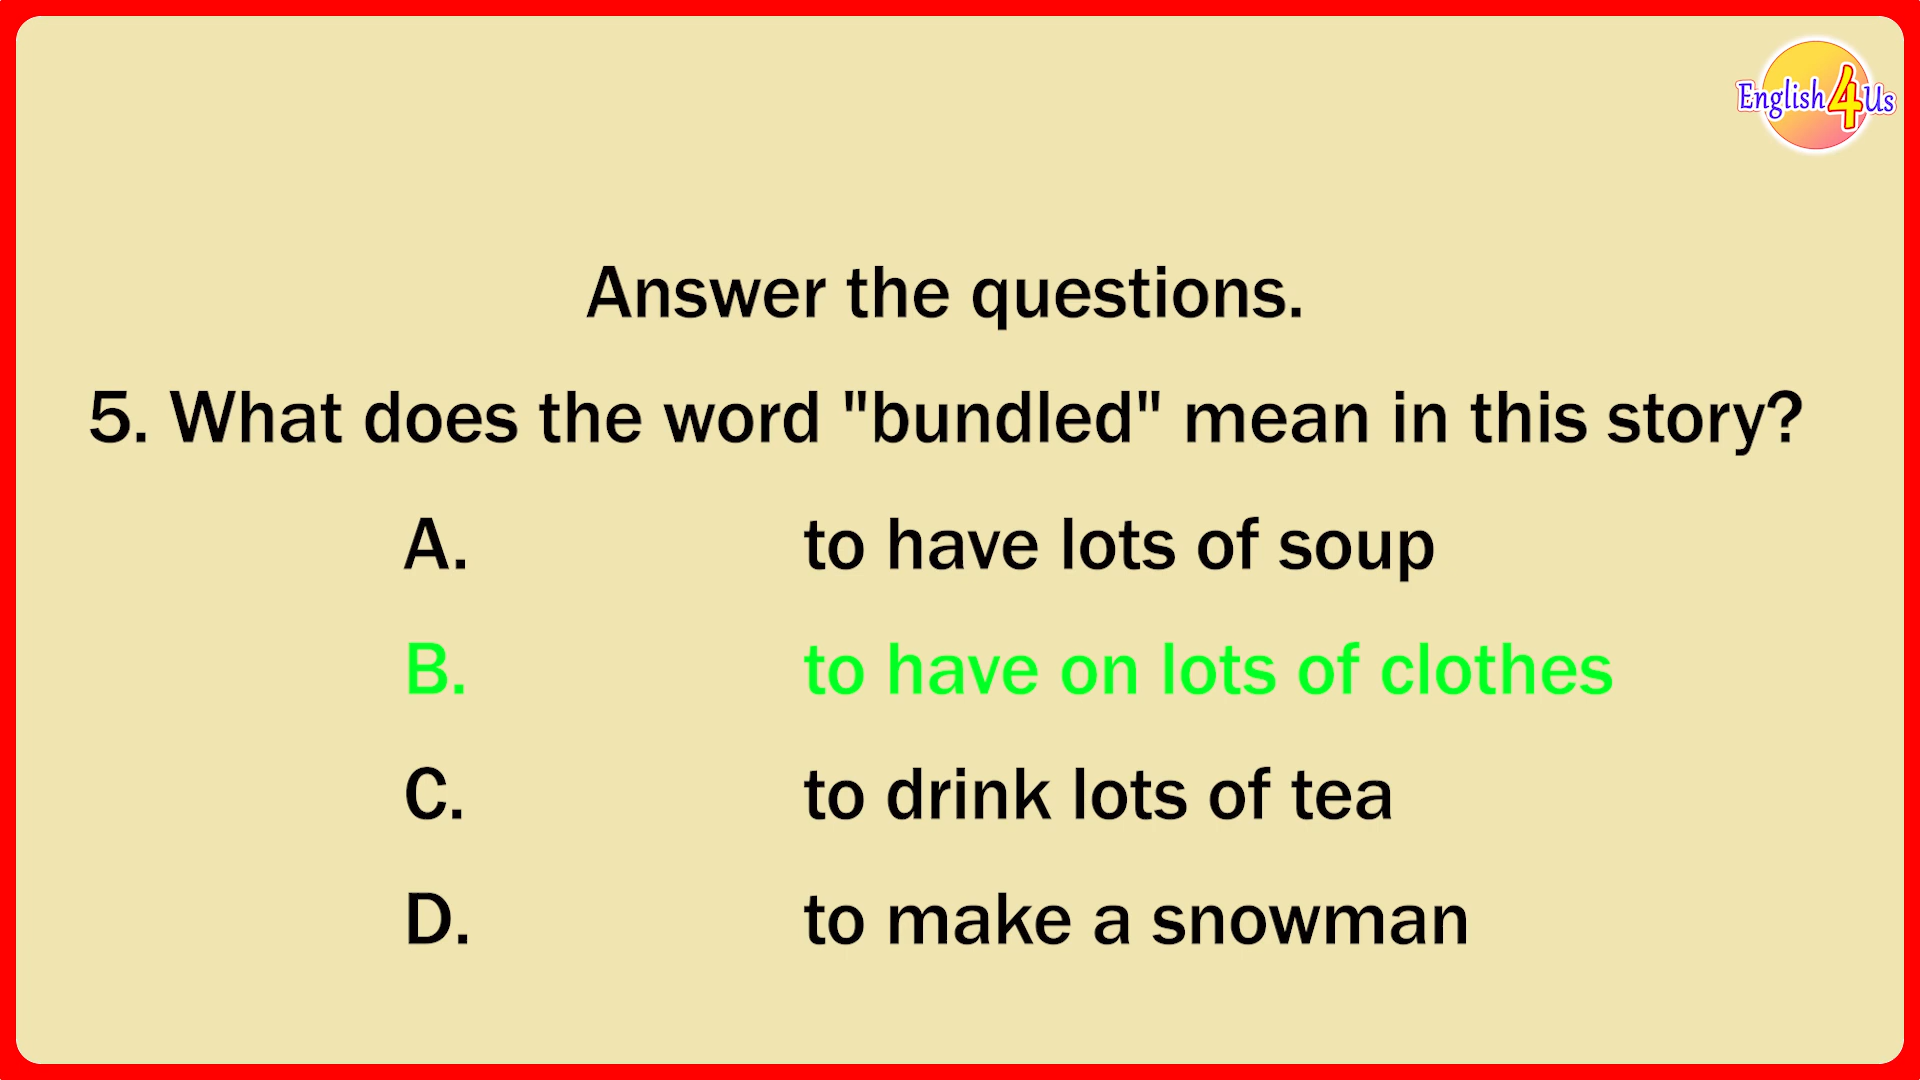 English4Us
Answer the questions.
5. What does the word "bundled" mean in this story?
A. to have lots of soup
B. to have on lots of clothes
C. to drink lots of tea
D. to make a snowman